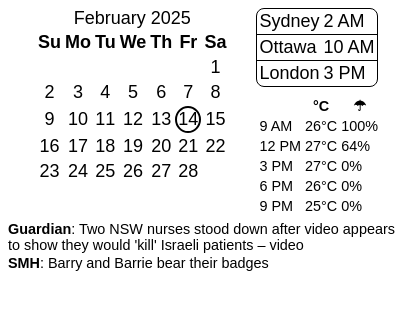 February 2025
Su Mo Tu We Th Fr Sa
1
2 3 4 5 6 7 8
9 10 11 12 13 14 15
16 17 18 19 20 21 22
23 24 25 26 27 28
Sydney 2 AM
Ottawa 10 AM
London 3 PM
°C ☂
9 AM 26°C 100%
12 PM 27°C 64%
3 PM 27°C 0%
6 PM 26°C 0%
9 PM 25°C 0%
Guardian: Two NSW nurses stood down after video appears
to show they would 'kill' Israeli patients – video
SMH: Barry and Barrie bear their badges